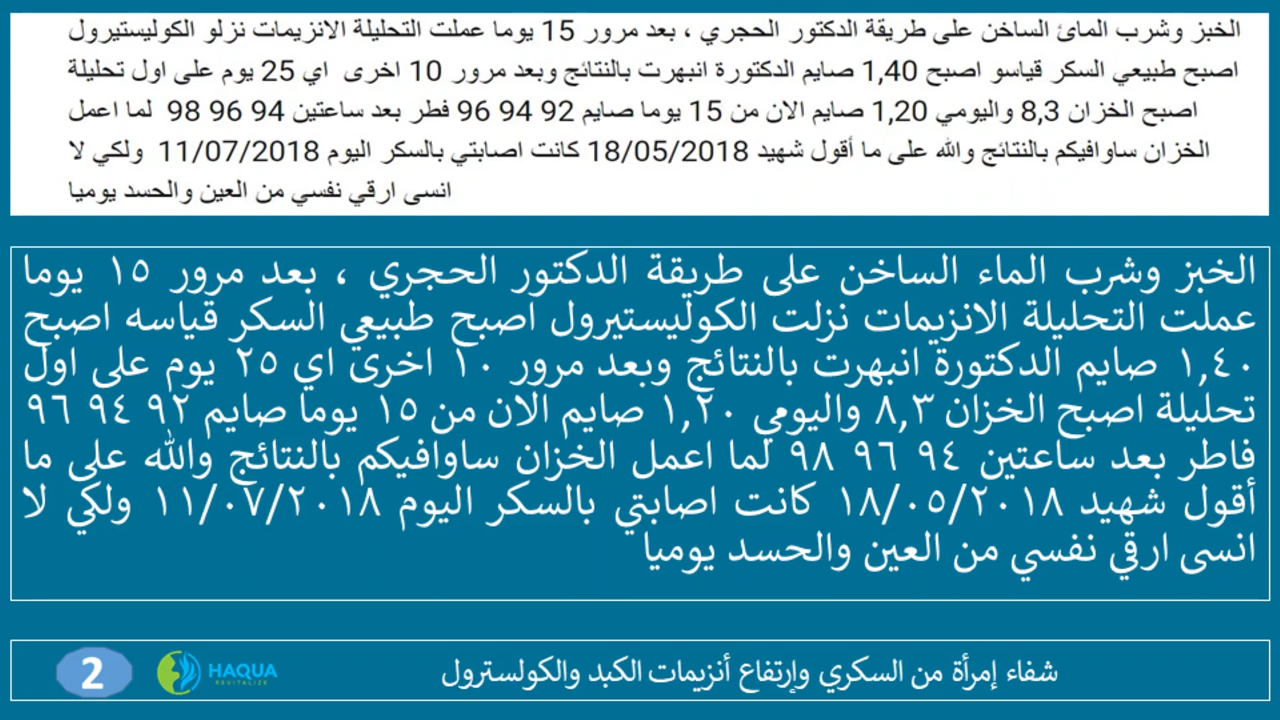 الخبز وشرب المائ الساخن على طريقة الدكتور الحجري ، بعد مرور 15 يوما عملت التحليلة الانزيمات نزلو الكوليستيرول
اصبح طبيعي السكر قياسو اصبح 1,40 صايم الدكتورة انبهرت بالنتائج وبعد مرور 10 اخرى اي 25 يوم على اول تحليلة
اصبح الخزان 8,3 واليومي 1,20 صايم الان من 15 يوما صايم 92 94 96 فطر بعد ساعتين 94 96 98 لما اعمل
الخزان ساوافيكم بالنتائج والله على ما أقول شهيد 18/05/2018 كانت اصابتي بالسكر اليوم 11/07/2018 ولكي لا
انسى ارقي نفسي من العين والحسد يوميا
الخبز وشرب الماء الساخن على طريقة الدكتور الحجري ، بعد مرور ١٥ يوما
عملت التحليلة الانزيمات نزلت الكوليستيرول اصبح طبيعي السكر قياسه اصبح
١,٤٠ صايم الدكتورة انبهرت بالنتائج وبعد مرور ١٠ اخرى اي ٢٥ يوم على اول
تحليلة اصبح الخزان ٨,٣ واليومي ١,٢٠ صايم الان من ١٥ يوما صايم ٩٢ ٩٤ ٩٦
فاطر بعد ساعتين ٩٤ ٩٦ ٩٨ لما اعمل الخزان ساوافيكم بالنتائج والله على ما
أقول شهيد ١٨/٠٥/٢٠١٨ كانت اصابتي بالسكر اليوم ١١/٠٧/٢٠١٨ ولكي لا
انسى ارقي نفسي من العين والحسد يوميا
شفاء إمرأة من السكري وإرتفاع أنزيمات الكبد والكولسترول
HAQUA
REVITALIZE
2